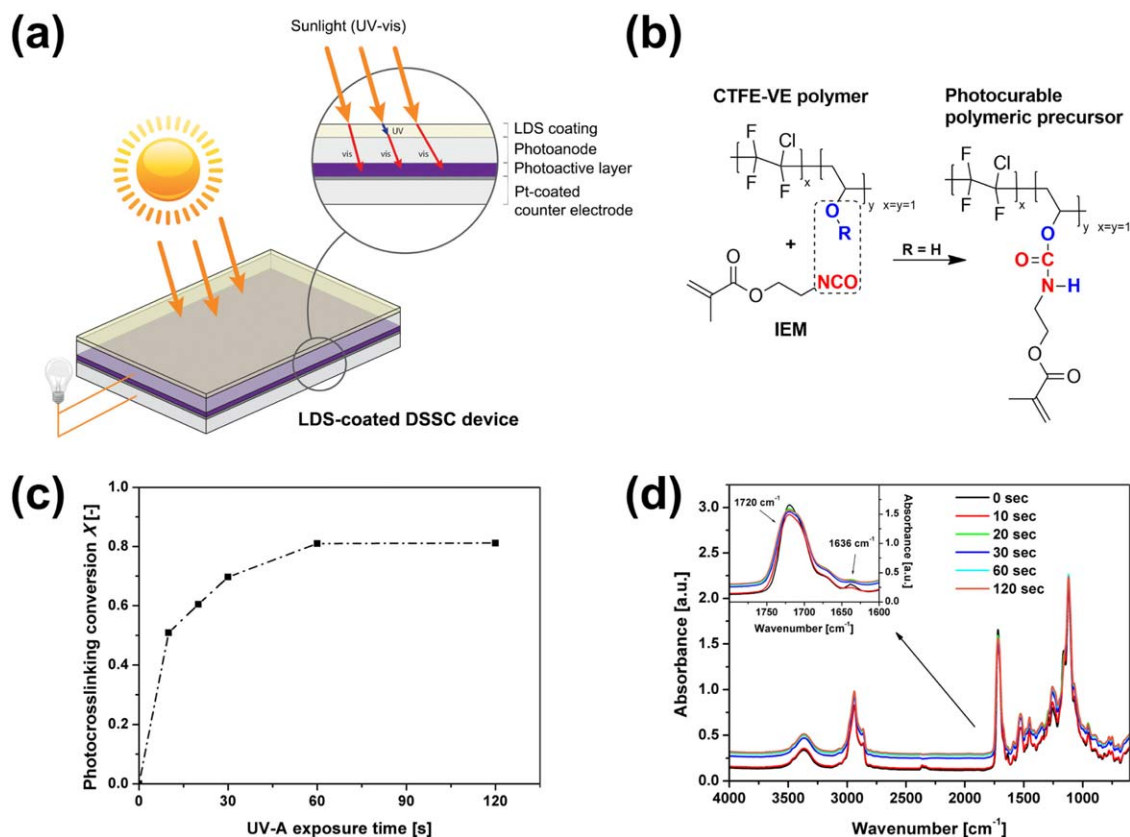 (a)
Sunlight (UV-vis)
UV
vis
vis
vis
LDS coating
Photoanode
Photoactive layer
Pt-coated
counter electrode
LDS-coated DSSC device
(b)
CTFE-VE polymer
Photocurable
polymeric precursor
F
F
Cl
F
x
y x=y=1
O
R
+
O
O
NCO
IEM
R = H
F
F
Cl
F
x
y x=y=1
O
O=C
N-H
O
O
(c)
Photocrosslinking conversion X [-]
1.0
0.8
0.6
0.4
0.2
0.0
0 30 60 90 120
UV-A exposure time [s]
(d)
Absorbance [a.u.]
3.0
2.5
2.0
1.5
1.0
0.5
0.0
4000 3500 3000 2500 2000 1500 1000
Wavenumber [cm-1]
1720 cm-1
1636 cm-1
1.5
1.0
0.5
0.0
Absorbance [a.u.]
1750 1700 1650 1600
Wavenumber [cm-1]
0 sec
10 sec
20 sec
30 sec
60 sec
120 sec